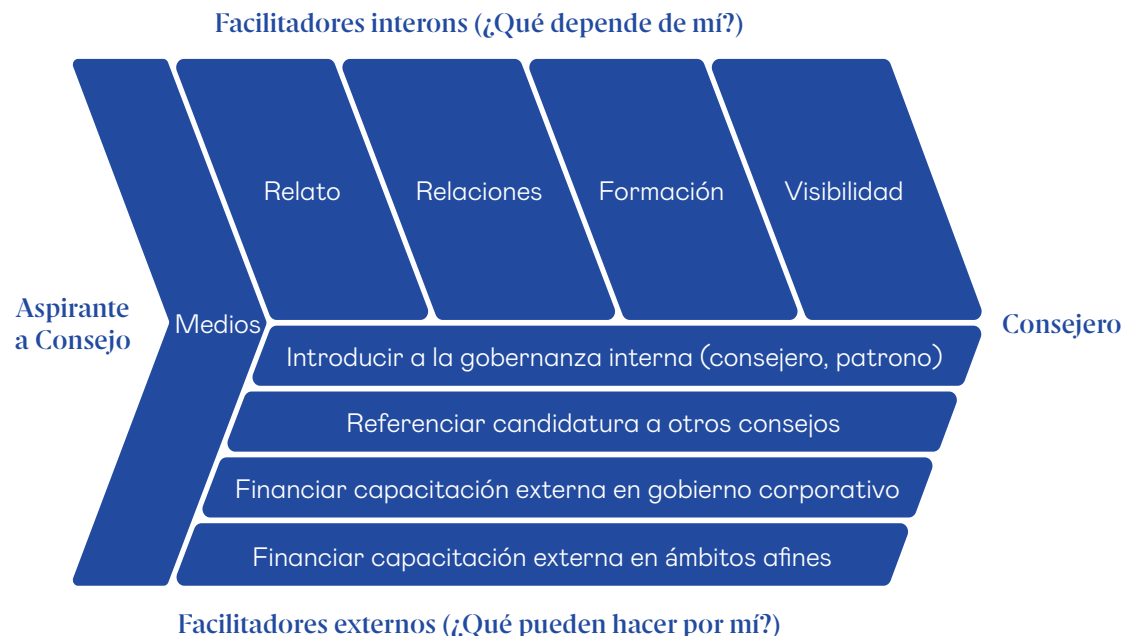 Facilitadores interons (¿Qué depende de mí?)
Relato
Relaciones
Formación
Visibilidad
Aspirante
a Consejo
Medios
Consejero
Introducir a la gobernanza interna (consejero, patrono)
Referenciar candidatura a otros consejos
Financiar capacitación externa en gobierno corporativo
Financiar capacitación externa en ámbitos afines
Facilitadores externos (¿Qué pueden hacer por mí?)